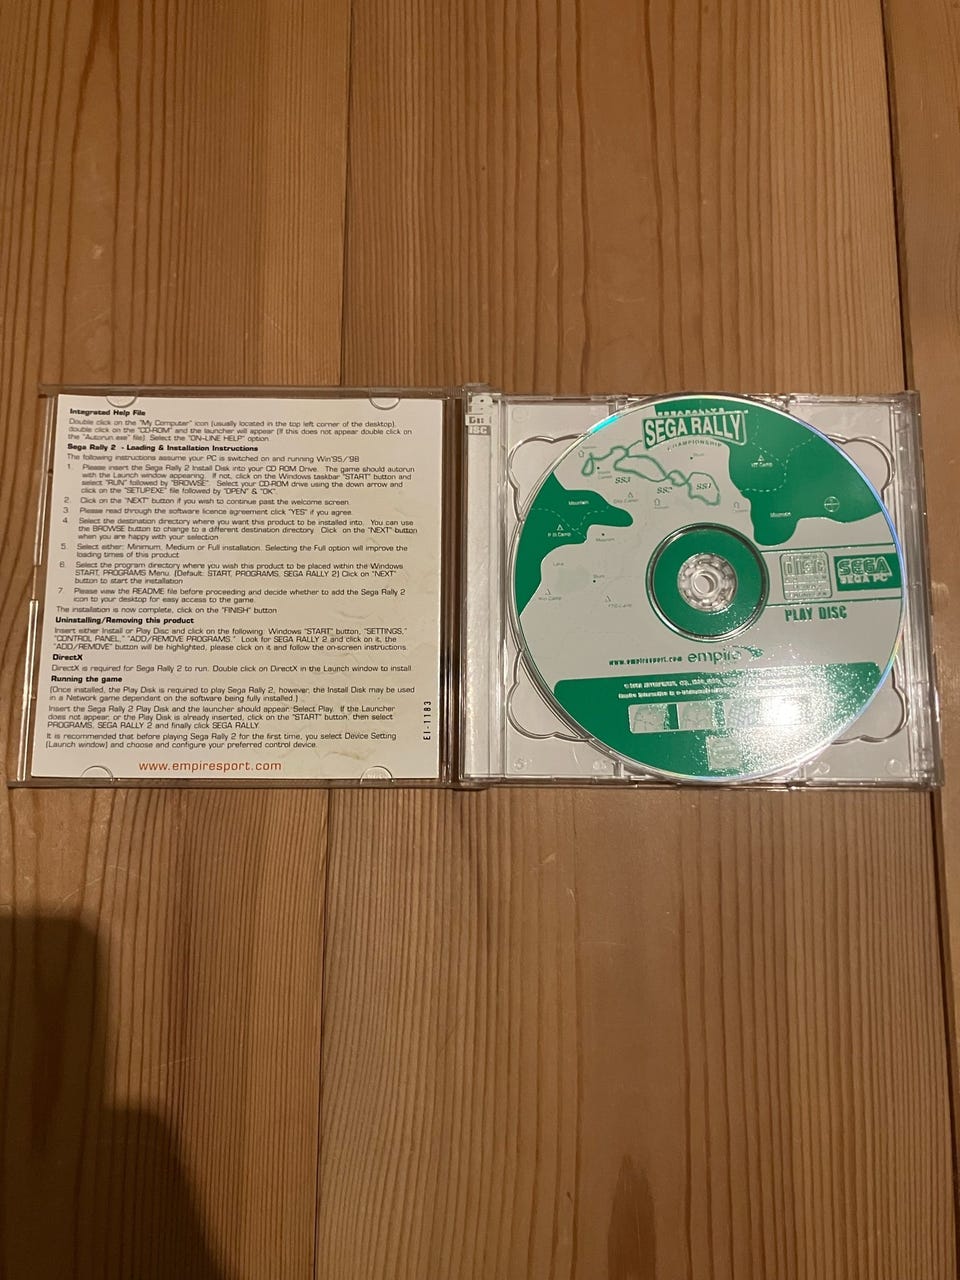 Integrated Help File
Double click on the "My Computer" icon (usually located in the top left corner of the desktop),
double click on the "CD-ROM" and the launcher will appear (If this does not appear double click on
the "Autorun.exe" file). Select the "ON-LINE HELP" option.
Sega Rally 2 - Loading & Installation Instructions
The following instructions assume your PC is switched on and running Win'95/'98
1. Please insert the Sega Rally 2 Install Disk into your CD ROM Drive. The game should autorun
with the Launch window appearing. If not, click on the Windows taskbar "START" button and
select "RUN" followed by "BROWSE". Select your CD-ROM drive using the down arrow and
click on the "SETUP.EXE" file followed by "OPEN" & "OK".
2. Click on the "NEXT" button if you wish to continue past the welcome screen.
3. Please read through the software licence agreement click "YES" if you agree.
4. Select the destination directory where you want this product to be installed into. You can use
the BROWSE button to change to a different destination directory. Click on the "NEXT" button
when you are happy with your selection
5. Select either: Minimum, Medium or Full installation. Selecting the Full option will improve the
loading times of this product.
6. Select the program directory where you wish this product to be placed within the Windows
START, PROGRAMS Menu. (Default: START, PROGRAMS, SEGA RALLY 2) Click on "NEXT"
button to start the installation
7. Please view the README file before proceeding and decide whether to add the Sega Rally 2
icon to your desktop for easy access to the game.
The installation is now complete, click on the "FINISH" button
Uninstalling/Removing this product
Insert either Install or Play Disc and click on the following: Windows "START" button, "SETTINGS,"
"CONTROL PANEL," "ADD/REMOVE PROGRAMS." Look for SEGA RALLY 2 and click on it, the
"ADD/REMOVE" button will be highlighted, please click on it and follow the on-screen instructions.
DirectX
DirectX is required for Sega Rally 2 to run. Double click on DirectX in the Launch window to install.
Running the game
(Once installed, the Play Disk is required to play Sega Rally 2, however, the Install Disk may be used
in a Network game dependant on the software being fully installed.)
Insert the Sega Rally 2 Play Disk and the launcher should appear. Select Play. If the Launcher
does not appear, or the Play Disk is already inserted, click on the "START" button, then select
PROGRAMS, SEGA RALLY 2 and finally click SEGA RALLY.
It is recommended that before playing Sega Rally 2 for the first time, you select Device Setting
(Launch window) and choose and configure your preferred control device.
www.empiresport.com
EI-1183
SEGA RALLY
CHAMPIONSHIP
SS3
SS2
SS1
Mountain
Mountain
DISC
SEGA
SEGA PC
PLAY DISC
www.empiresport.com
empire